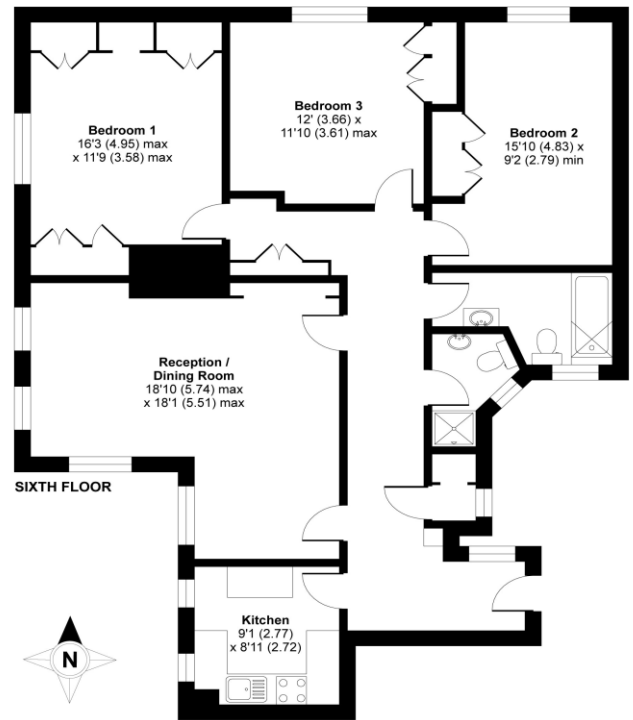 Bedroom 1
16'3 (4.95) max
x 11'9 (3.58) max
Bedroom 3
12' (3.66) x
11'10 (3.61) max
Bedroom 2
15'10 (4.83) x
9'2 (2.79) min
Reception /
Dining Room
18'10 (5.74) max
x 18'1 (5.51) max
SIXTH FLOOR
Kitchen
9'1 (2.77)
x 8'11 (2.72)
N